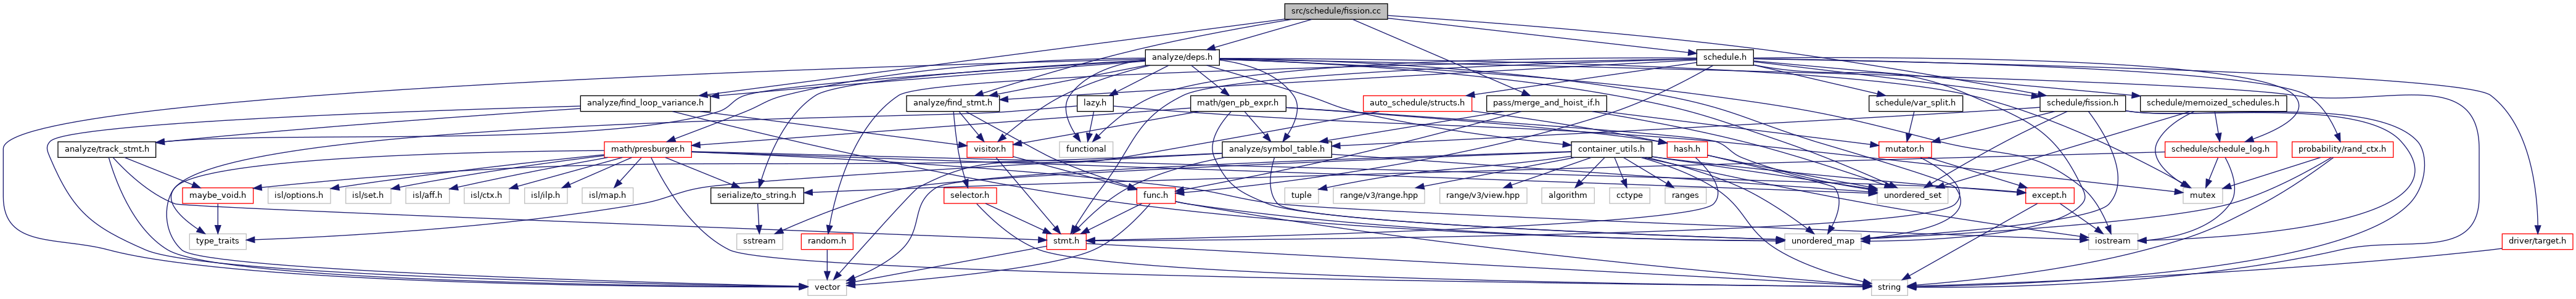 src/schedule/fission.cc
analyze/deps.h
schedule.h
analyze/find_loop_variance.h
analyze/find_stmt.h
lazy.h
math/gen_pb_expr.h
auto_schedule/structs.h
pass/merge_and_hoist_if.h
schedule/var_split.h
schedule/fission.h
schedule/memoized_schedules.h
analyze/track_stmt.h
math/presburger.h
visitor.h
functional
analyze/symbol_table.h
container_utils.h
hash.h
mutator.h
schedule/schedule_log.h
probability/rand_ctx.h
maybe_void.h
isl/options.h
isl/set.h
isl/aff.h
isl/ctx.h
isl/ilp.h
isl/map.h
serialize/to_string.h
selector.h
func.h
tuple
range/v3/range.hpp
range/v3/view.hpp
algorithm
cctype
ranges
unordered_set
except.h
mutex
type_traits
sstream
random.h
stmt.h
unordered_map
iostream
driver/target.h
vector
string